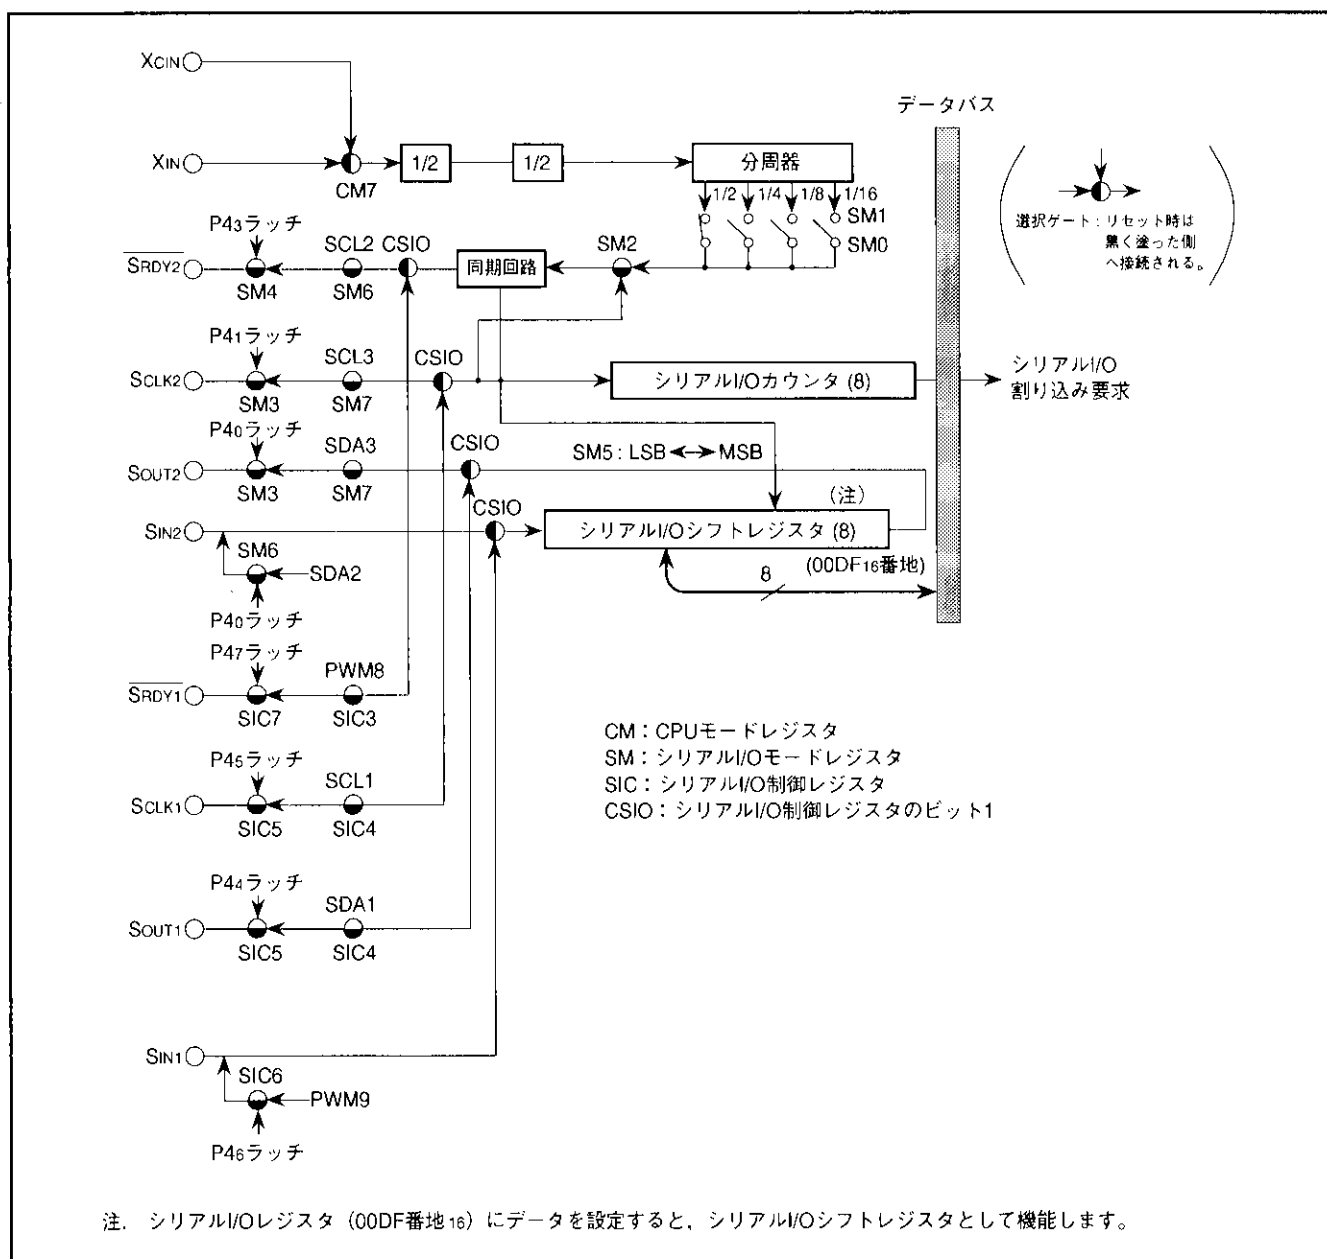 XCIN
データバス
XIN
1/2
1/2
分周器
CM7
1/2
1/4
1/8
1/16
SM1
SM0
選択ゲート：リセット時は
黒く塗った側
へ接続される。
P43ラッチ
SCL2
CSIO
SM2
SRDY2
同期回路
SM4
SM6
P41ラッチ
SCL3
CSIO
SCLK2
シリアルI/Oカウンタ (8)
シリアルI/O
割り込み要求
SM3
SM7
P40ラッチ
SDA3
CSIO
SM5 : LSB ↔ MSB
SOUT2
SM3
SM7
CSIO
(注)
SIN2
シリアルI/Oシフトレジスタ (8)
SM6
SDA2
8
(00DF16番地)
P40ラッチ
P47ラッチ
PWM8
SRDY1
SIC7
SIC3
CM：CPUモードレジスタ
SM：シリアルI/Oモードレジスタ
SIC：シリアルI/O制御レジスタ
CSIO：シリアルI/O制御レジスタのビット1
P45ラッチ
SCL1
SCLK1
SIC5
SIC4
P44ラッチ
SDA1
SOUT1
SIC5
SIC4
SIN1
SIC6
PWM9
P46ラッチ
注. シリアルI/Oレジスタ（00DF番地16）にデータを設定すると，シリアルI/Oシフトレジスタとして機能します。